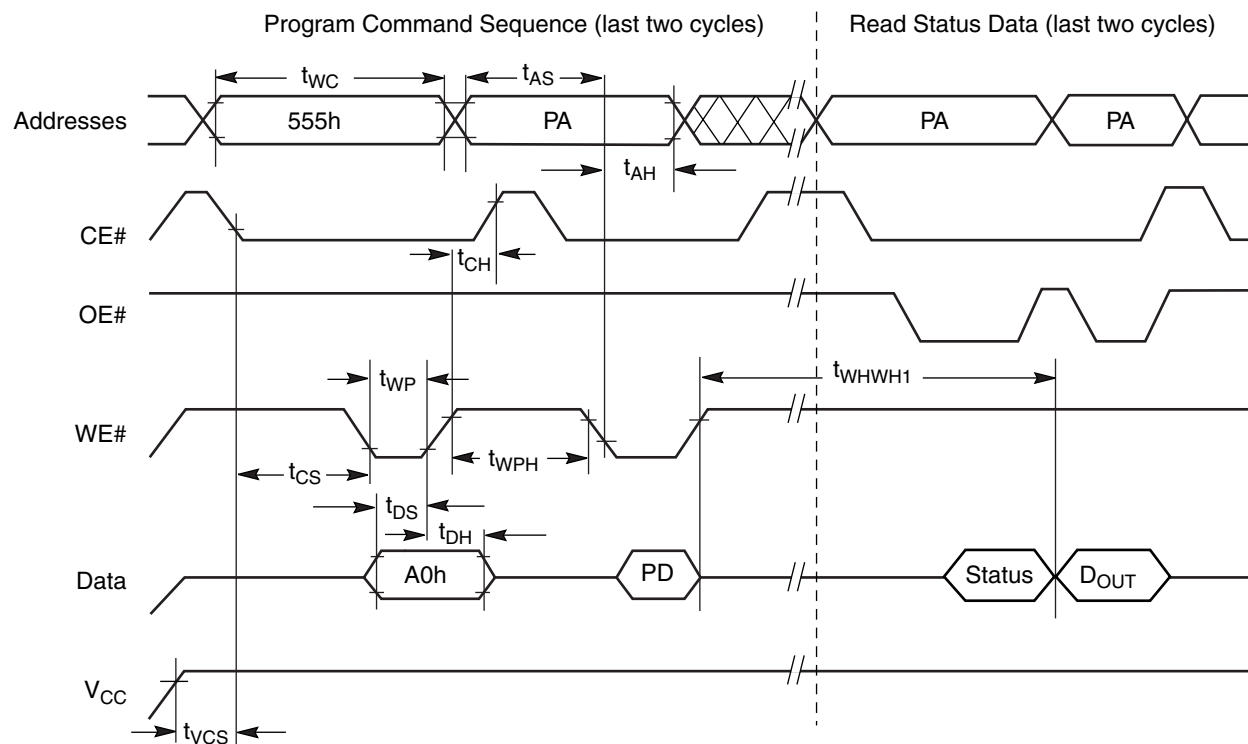 Program Command Sequence (last two cycles)
Read Status Data (last two cycles)
tWC
tAS
Addresses
555h
PA
PA
PA
tAH
CE#
tCH
OE#
tWP
tWHWH1
WE#
tCS
tWPH
tDS
tDH
Data
A0h
PD
Status
DOUT
VCC
tVCS